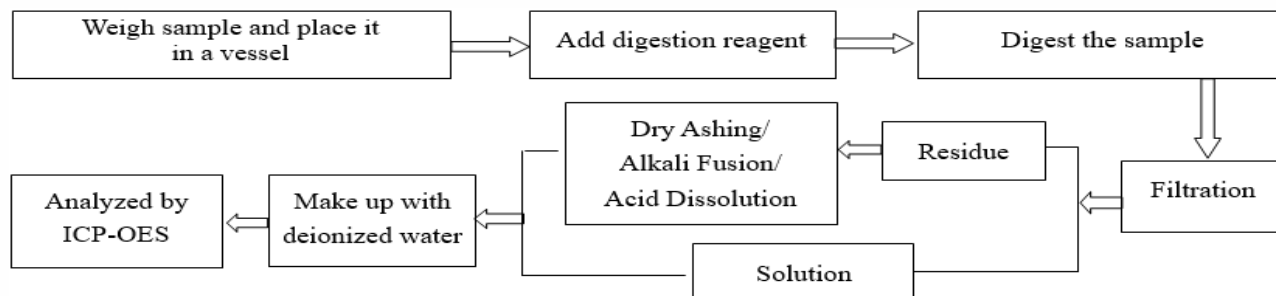 Weigh sample and place it
in a vessel
Add digestion reagent
Digest the sample
Filtration
Residue
Dry Ashing/
Alkali Fusion/
Acid Dissolution
Solution
Make up with
deionized water
Analyzed by
ICP-OES